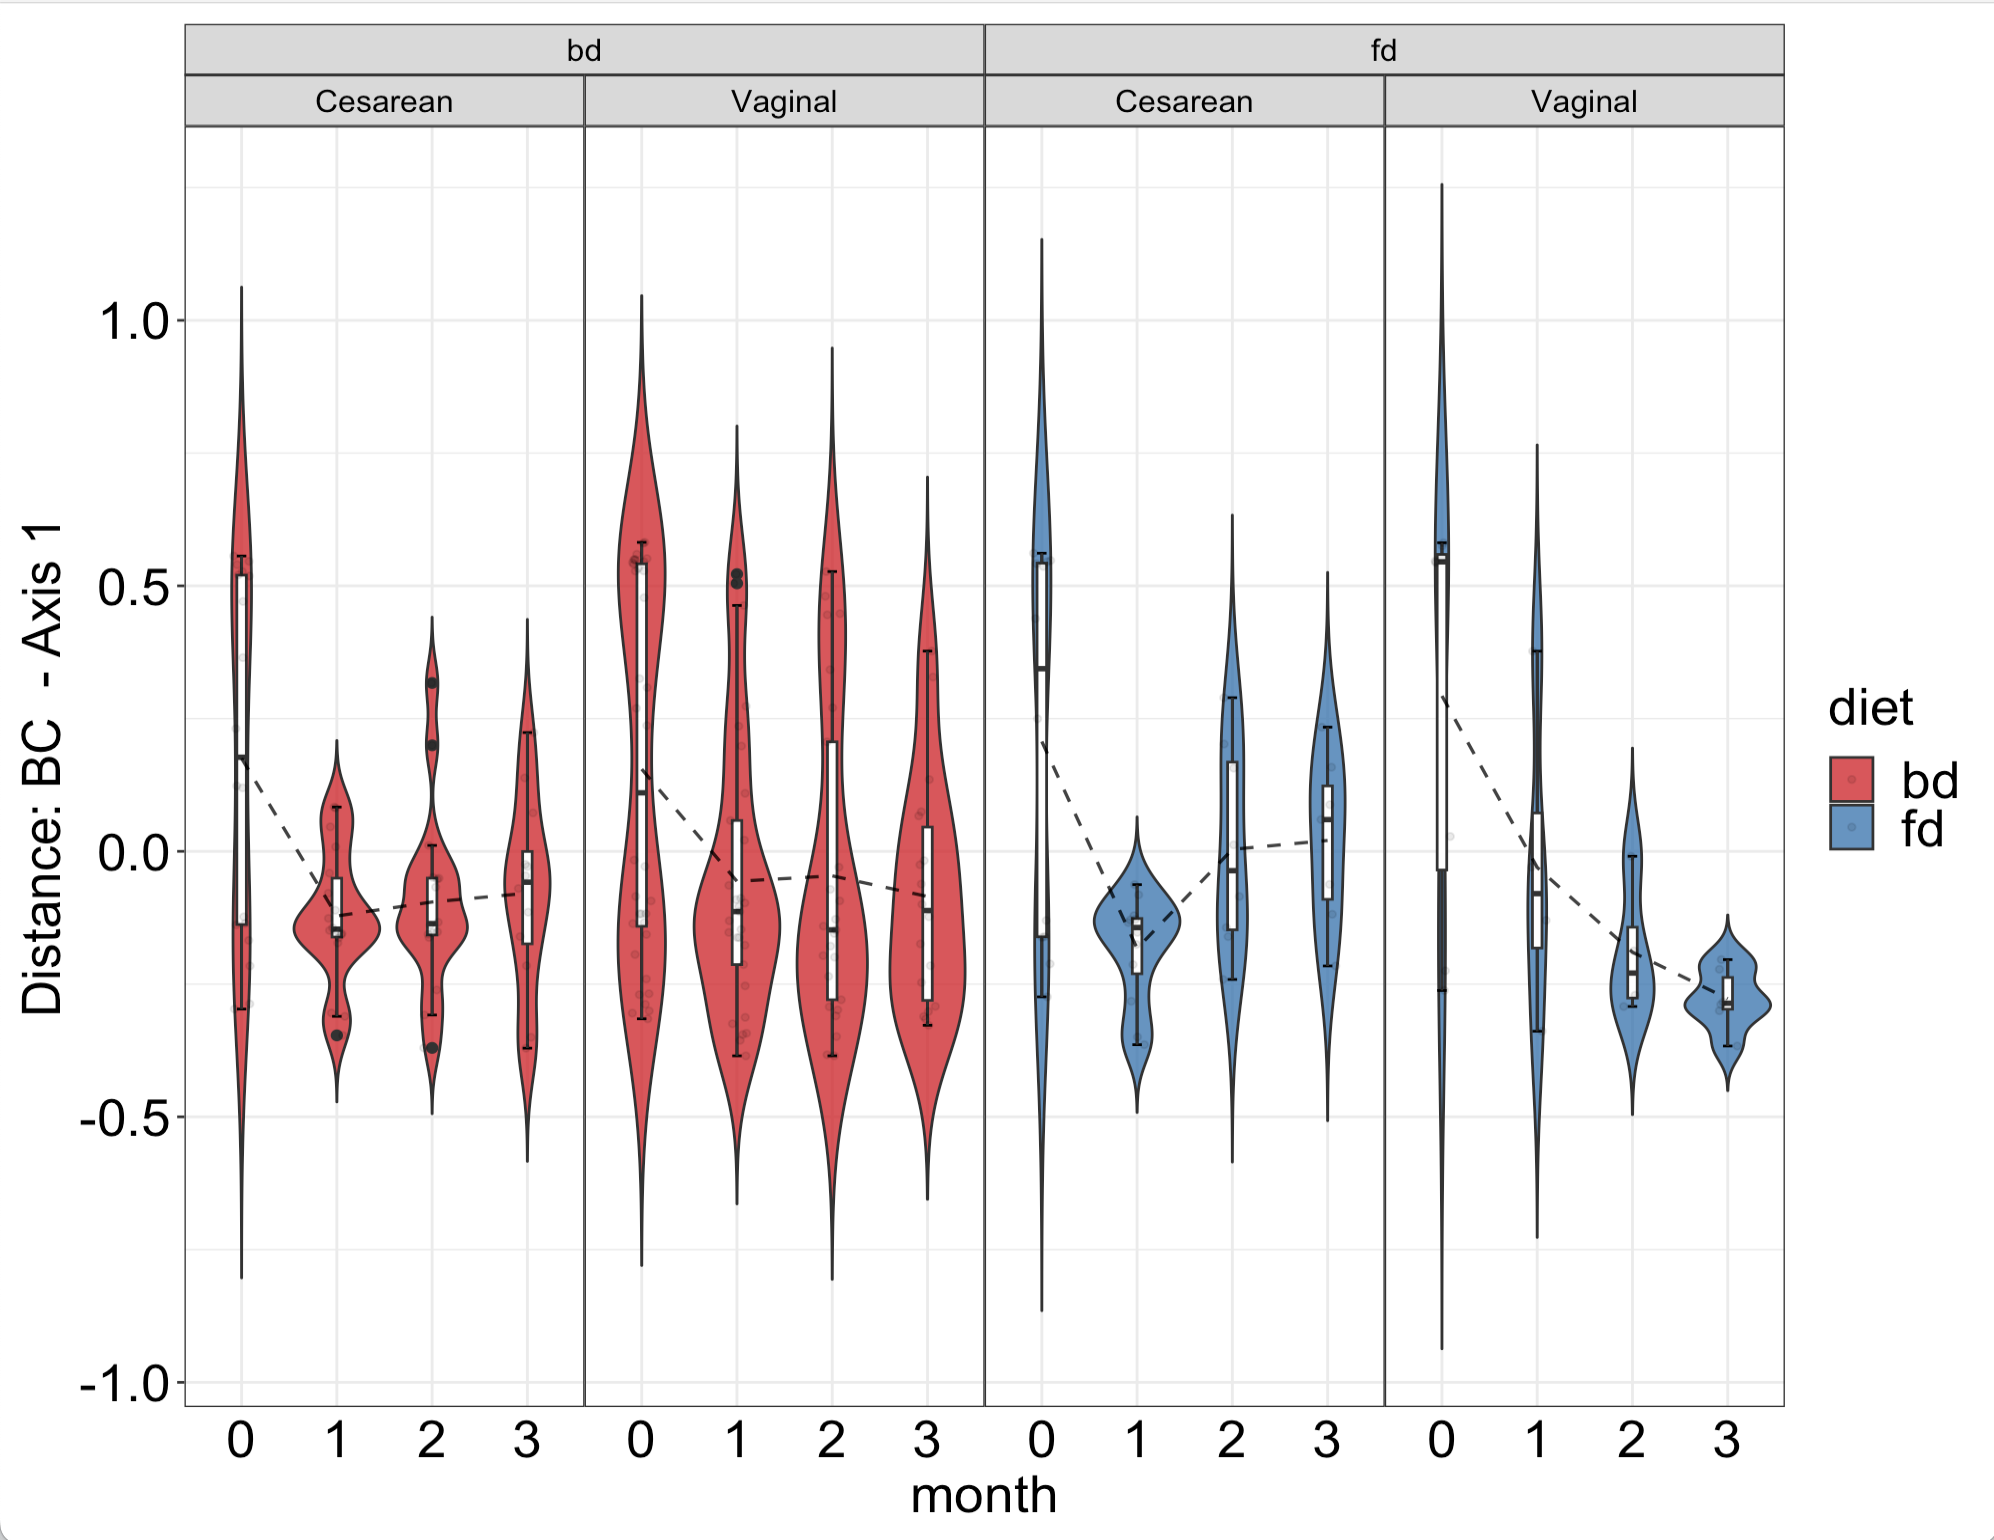 bd fd
Cesarean Vaginal Cesarean Vaginal
1.0
0.5
0.0
-0.5
-1.0
Distance: BC - Axis 1
0 1 2 3 0 1 2 3 0 1 2 3 0 1 2 3
month
diet
bd
fd